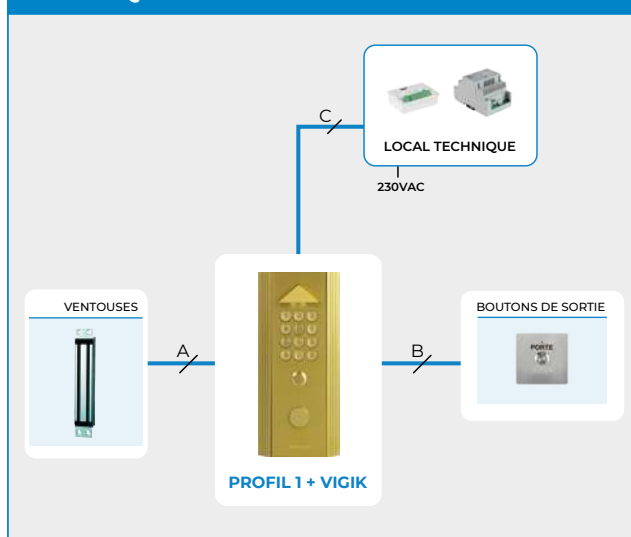 C
LOCAL TECHNIQUE
230VAC
VENTOUSES
A
B
BOUTONS DE SORTIE
PORTE
PROFIL 1 + VIGIK